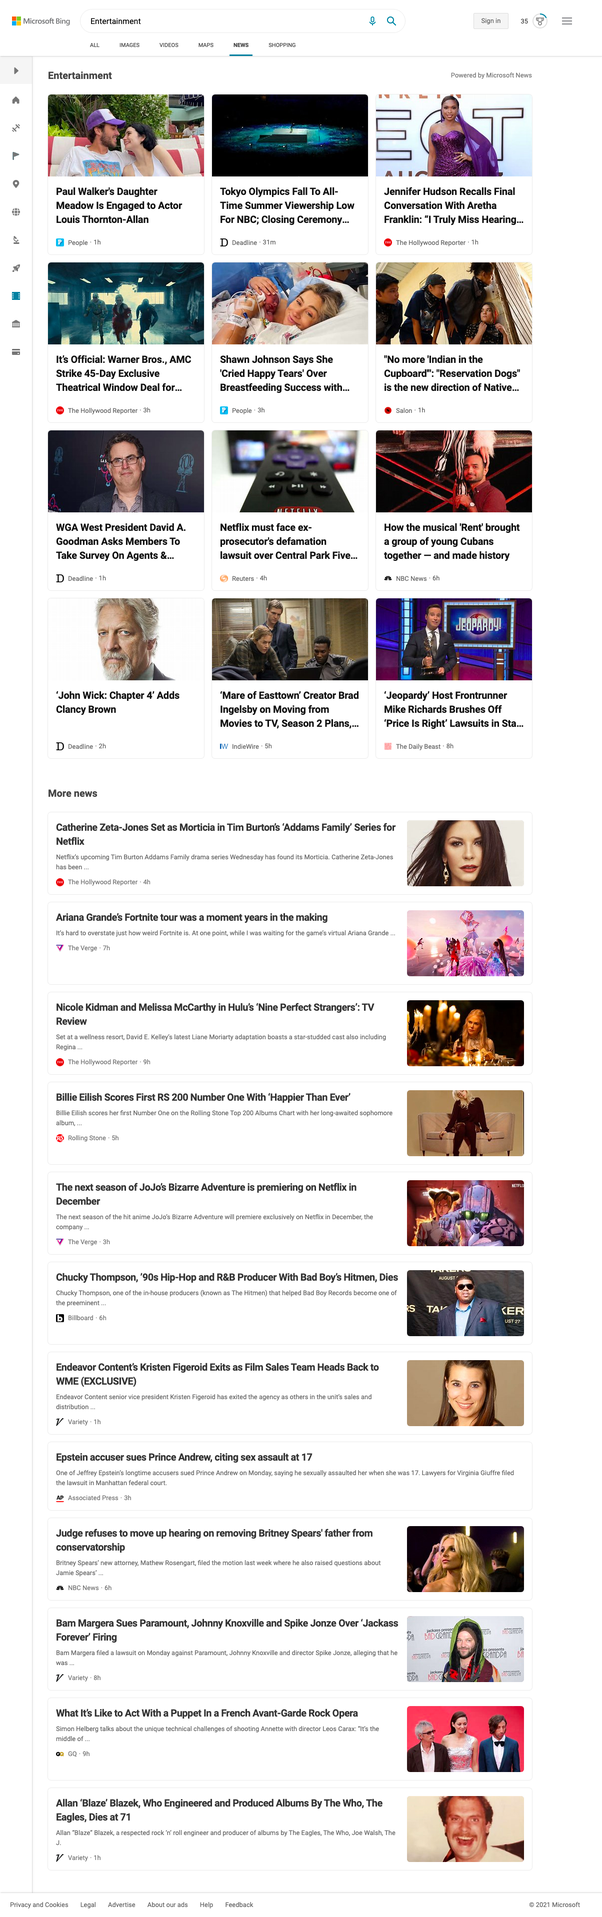 Microsoft Bing
Entertainment
Sign in
35
ALL
IMAGES
VIDEOS
MAPS
NEWS
SHOPPING
Entertainment
Powered by Microsoft News
Paul Walker's Daughter
Meadow Is Engaged to Actor
Louis Thornton-Allan
People · 1h
Tokyo Olympics Fall To All-
Time Summer Viewership Low
For NBC; Closing Ceremony...
Deadline · 31m
Jennifer Hudson Recalls Final
Conversation With Aretha
Franklin: “I Truly Miss Hearing...
The Hollywood Reporter · 1h
It's Official: Warner Bros., AMC
Strike 45-Day Exclusive
Theatrical Window Deal for...
The Hollywood Reporter · 3h
Shawn Johnson Says She
'Cried Happy Tears' Over
Breastfeeding Success with...
People · 3h
"No more 'Indian in the
Cupboard'": "Reservation Dogs"
is the new direction of Native...
Salon · 1h
WGA West President David A.
Goodman Asks Members To
Take Survey On Agents &...
Deadline · 1h
NETFLIX
Netflix must face ex-
prosecutor's defamation
lawsuit over Central Park Five...
Reuters · 4h
How the musical 'Rent' brought
a group of young Cubans
together — and made history
NBC News · 6h
'John Wick: Chapter 4' Adds
Clancy Brown
Deadline · 2h
'Mare of Easttown' Creator Brad
Ingelsby on Moving from
Movies to TV, Season 2 Plans,...
IndieWire · 5h
JEOPARDY!
'Jeopardy' Host Frontrunner
Mike Richards Brushes Off
'Price Is Right' Lawsuits in Sta...
The Daily Beast · 8h
More news
Catherine Zeta-Jones Set as Morticia in Tim Burton's 'Addams Family' Series for
Netflix
Netflix's upcoming Tim Burton Addams Family drama series Wednesday has found its Morticia. Catherine Zeta-Jones
has been ...
The Hollywood Reporter · 4h
Ariana Grande's Fortnite tour was a moment years in the making
It's hard to overstate just how weird Fortnite is. At one point, while I was waiting for the game's virtual Ariana Grande ...
The Verge · 7h
Nicole Kidman and Melissa McCarthy in Hulu's 'Nine Perfect Strangers': TV
Review
Set at a wellness resort, David E. Kelley's latest Liane Moriarty adaptation boasts a star-studded cast also including
Regina ...
The Hollywood Reporter · 9h
Billie Eilish Scores First RS 200 Number One With 'Happier Than Ever'
Billie Eilish scores her first Number One on the Rolling Stone Top 200 Albums Chart with her long-awaited sophomore
album, ...
Rolling Stone · 5h
The next season of JoJo's Bizarre Adventure is premiering on Netflix in
December
The next season of the hit anime JoJo's Bizarre Adventure will premiere exclusively on Netflix in December, the
company ...
The Verge · 3h
Chucky Thompson, '90s Hip-Hop and R&B Producer With Bad Boy's Hitmen, Dies
Chucky Thompson, one of the in-house producers (known as The Hitmen) that helped Bad Boy Records become one of
the preeminent ...
Billboard · 6h
Endeavor Content's Kristen Figeroid Exits as Film Sales Team Heads Back to
WME (EXCLUSIVE)
Endeavor Content senior vice president Kristen Figeroid has exited the agency as others in the unit's sales and
distribution ...
Variety · 1h
Epstein accuser sues Prince Andrew, citing sex assault at 17
One of Jeffrey Epstein's longtime accusers sued Prince Andrew on Monday, saying he sexually assaulted her when she was 17. Lawyers for Virginia Giuffre filed
the lawsuit in Manhattan federal court.
AP Associated Press · 3h
Judge refuses to move up hearing on removing Britney Spears' father from
conservatorship
Britney Spears' new attorney, Mathew Rosengart, filed the motion last week where he also raised questions about
Jamie Spears' ...
NBC News · 6h
Bam Margera Sues Paramount, Johnny Knoxville and Spike Jonze Over 'Jackass
Forever' Firing
Bam Margera filed a lawsuit on Monday against Paramount, Johnny Knoxville and director Spike Jonze, alleging that he
was ...
Variety · 8h
What It's Like to Act With a Puppet In a French Avant-Garde Rock Opera
Simon Helberg talks about the unique technical challenges of shooting Annette with director Leos Carax: “It's the
middle of ...
GQ · 9h
Allan 'Blaze' Blazek, Who Engineered and Produced Albums By The Who, The
Eagles, Dies at 71
Allan “Blaze” Blazek, a respected rock 'n' roll engineer and producer of albums by The Eagles, The Who, Joe Walsh, The
J.
Variety · 1h
Privacy and Cookies
Legal
Advertise
About our ads
Help
Feedback
© 2021 Microsoft